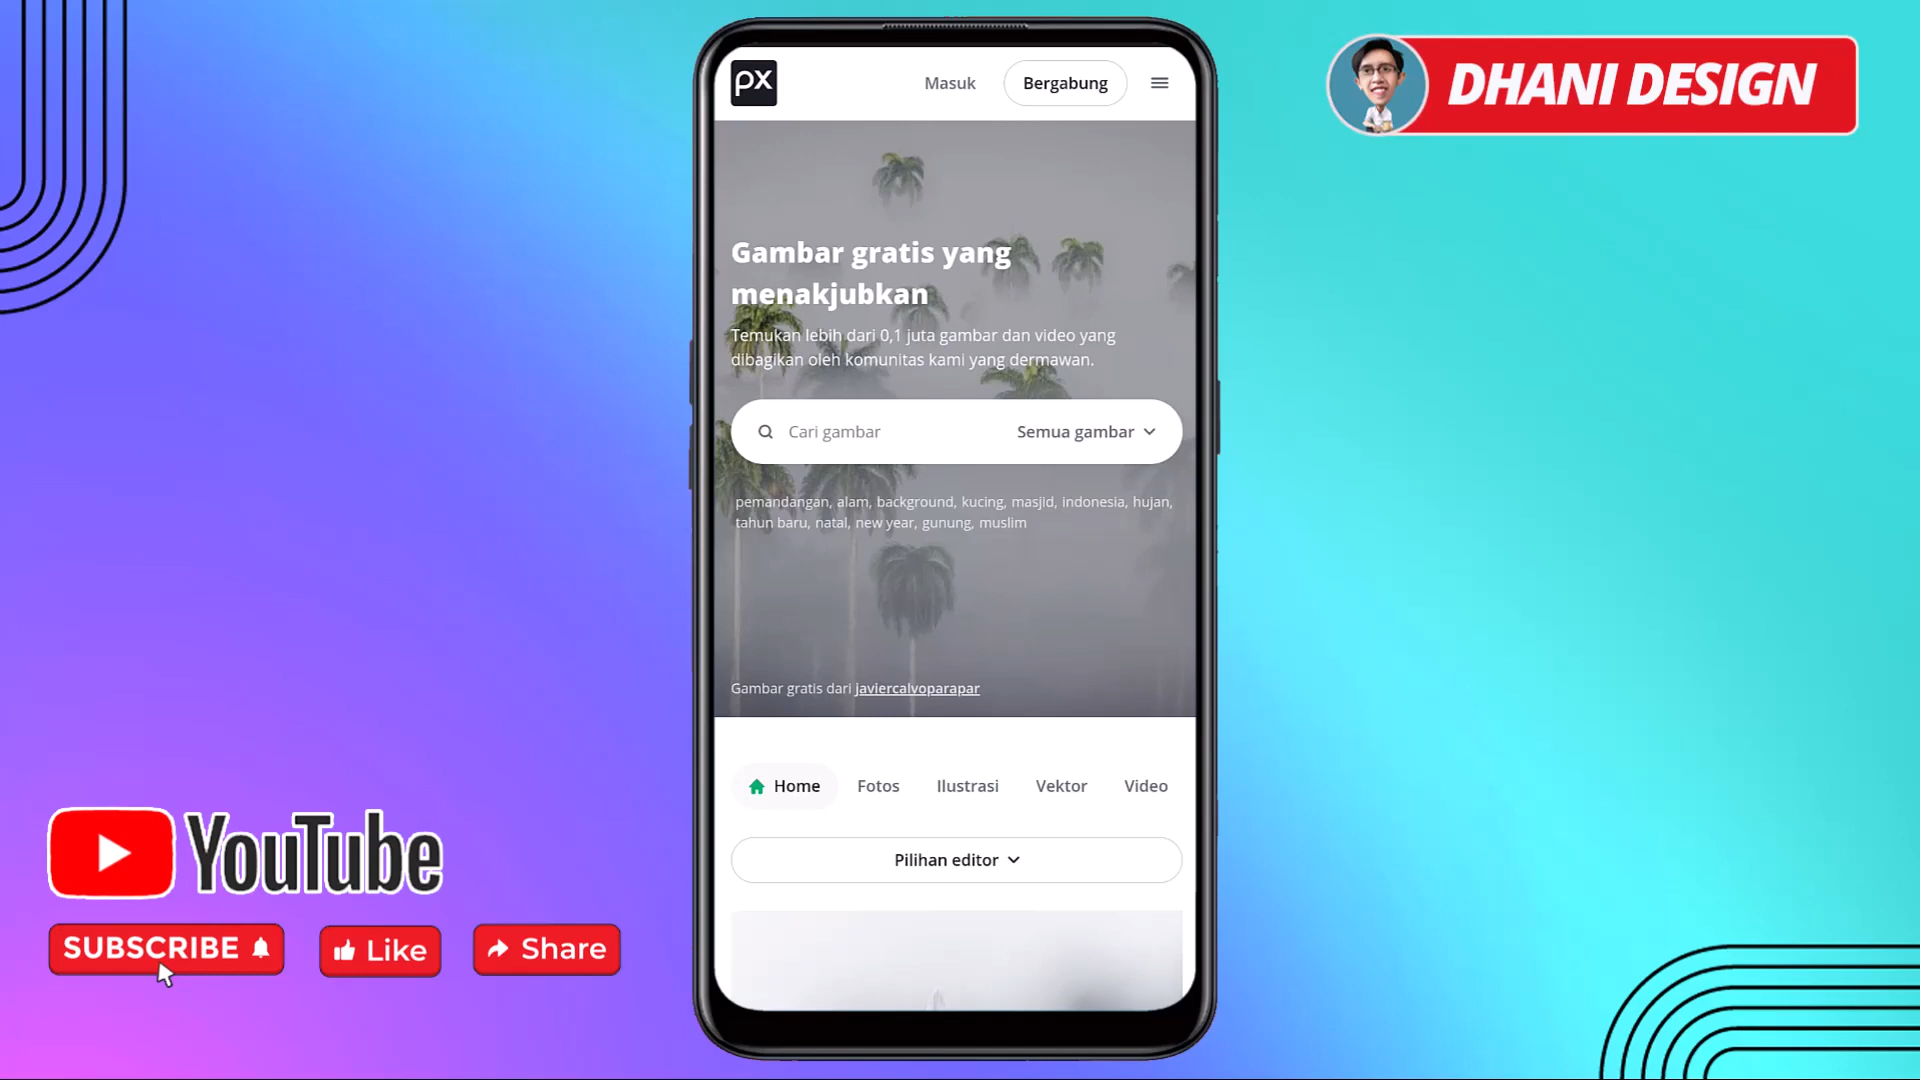 px
Masuk
Bergabung
DHANI DESIGN
Gambar gratis yang
menakjubkan
Temukan lebih dari 0,1 juta gambar dan video yang
dibagikan oleh komunitas kami yang dermawan.
Cari gambar
Semua gambar
pemandangan, alam, background, kucing, masjid, indonesia, hujan,
tahun baru, natal, new year, gunung, muslim
Gambar gratis dari Javiercalvoparapar
Home
Fotos
Ilustrasi
Vektor
Video
Pilihan editor
YouTube
SUBSCRIBE
Like
Share